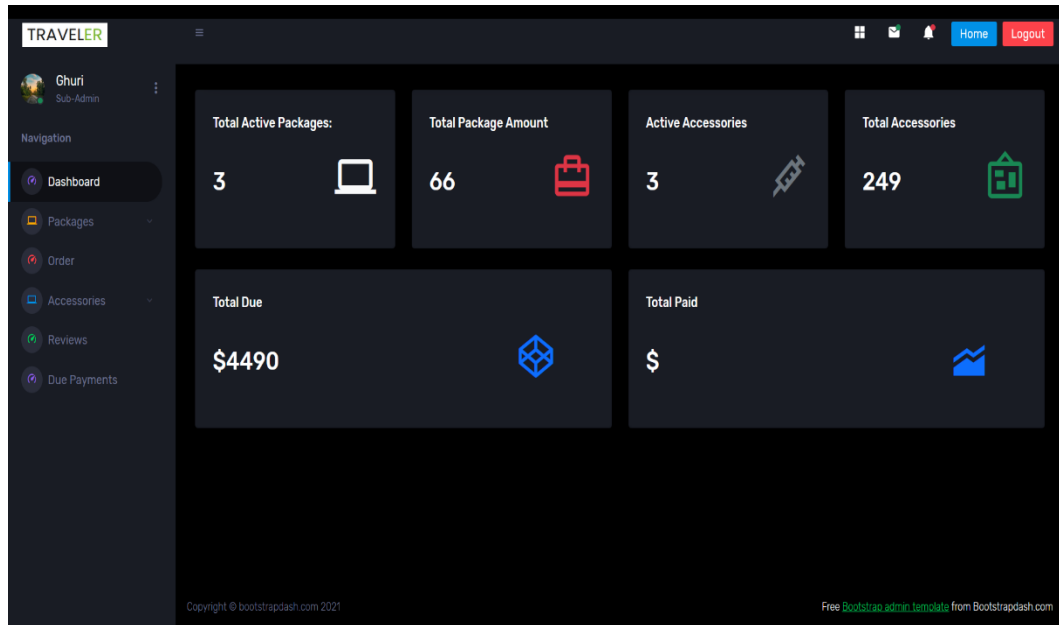 TRAVELER
Home
Logout
Ghuri
Sub-Admin
Navigation
Dashboard
Packages
Order
Accessories
Reviews
Due Payments
Total Active Packages:
3
Total Package Amount
66
Active Accessories
3
Total Accessories
249
Total Due
$4490
Total Paid
$
Copyright © bootstrapdash.com 2021
Free Bootstrap admin template from Bootstrapdash.com